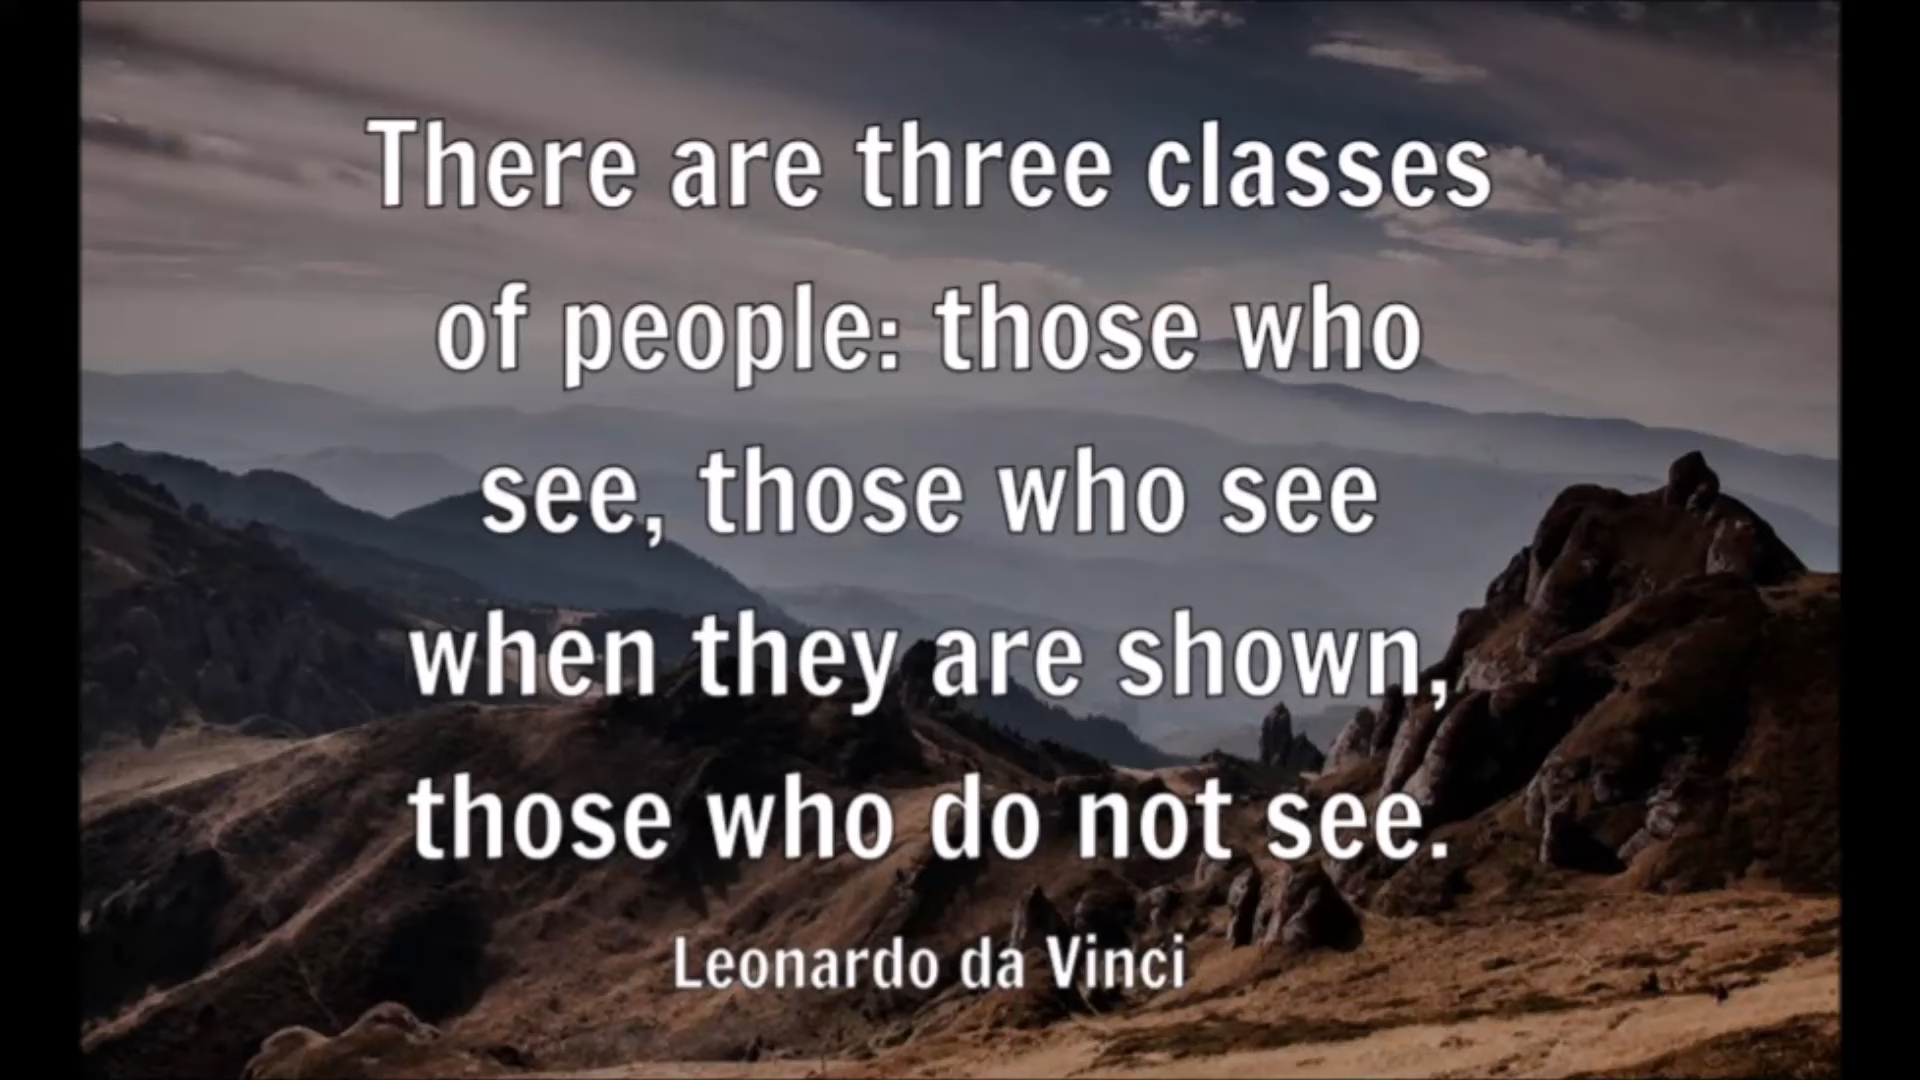 There are three classes
of people: those who
see, those who see
when they are shown,
those who do not see.
Leonardo da Vinci